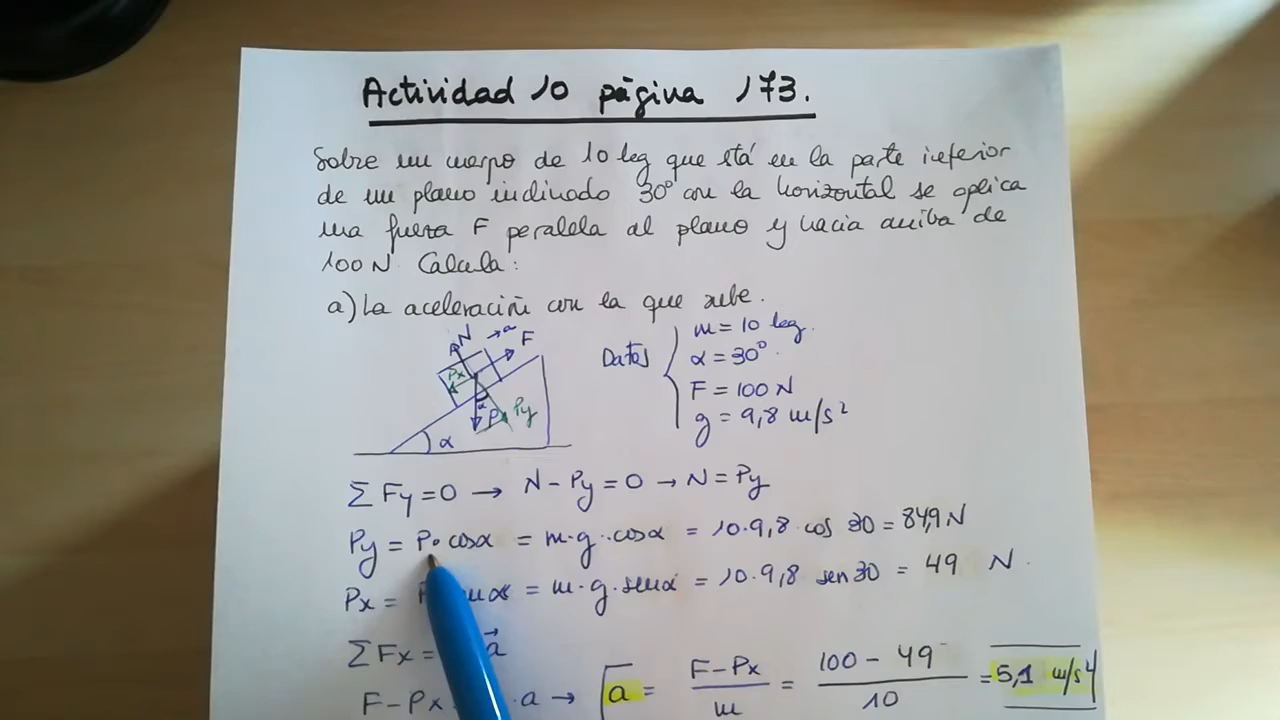 Actividad 10 página 173.
Sobre un cuerpo de 10 kg que está en la parte inferior
de un plano inclinado 30° con la horizontal se aplica
una fuerza F paralela al plano y hacia arriba de
100 N. Calcula:
a) La aceleración con la que sube.
N → a F
Px
α P Py
α
Datos
m = 10 kg.
α = 30°.
F = 100 N
g = 9,8 m/s²
Σ Fy = 0 → N - Py = 0 → N = Py
Py = P· cosα = m·g·cosα = 10·9,8 cos 30 = 84,9 N
Px = α = m·g·senα = 10·9,8 sen 30 = 49 N
Σ Fx = a
F - Px · a → a = F - Px / m = 100 - 49 / 10 = 5,1 m/s